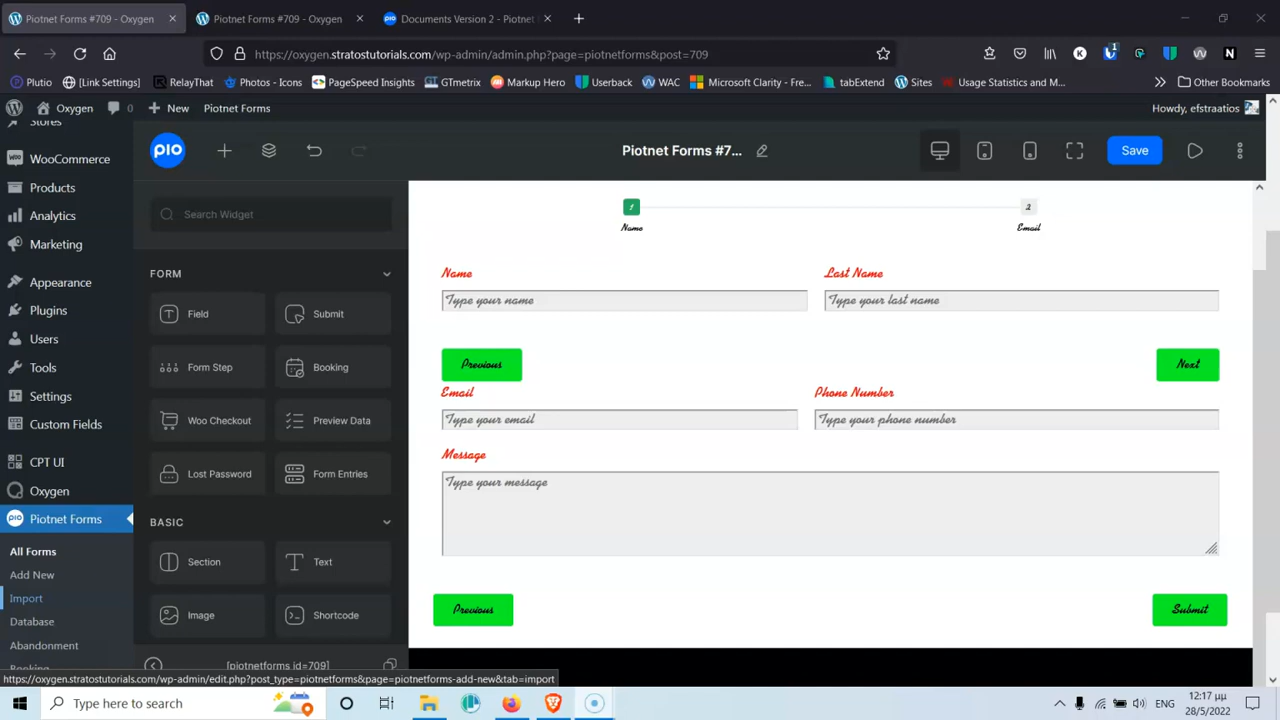 Piotnet Forms #709 - Oxygen
Piotnet Forms #709 - Oxygen
Documents Version 2 - Piotnet
https://oxygen.stratostutorials.com/wp-admin/admin.php?page=piotnetforms&post=709
Plutio
[Link Settings]
RelayThat
Photos - Icons
PageSpeed Insights
GTmetrix
Markup Hero
Userback
WAC
Microsoft Clarity - Fre...
tabExtend
Sites
Usage Statistics and M...
Other Bookmarks
Oxygen
0
New
Piotnet Forms
Howdy, efstraatios
Stores
WooCommerce
Products
Analytics
Marketing
Appearance
Plugins
Users
Tools
Settings
Custom Fields
CPT UI
Oxygen
Piotnet Forms
All Forms
Add New
Import
Database
Abandonment
Booking
pio
Piotnet Forms #7...
Save
Search Widget
FORM
Field
Submit
Form Step
Booking
Woo Checkout
Preview Data
Lost Password
Form Entries
BASIC
Section
Text
Image
Shortcode
[piotnetforms id=709]
1
2
Name
Email
Name
Last Name
Type your name
Type your last name
Previous
Next
Email
Phone Number
Type your email
Type your phone number
Message
Type your message
Previous
Submit
https://oxygen.stratostutorials.com/wp-admin/edit.php?post_type=piotnetforms&page=piotnetforms-add-new&tab=import
Type here to search
ENG
12:17 μμ
28/5/2022